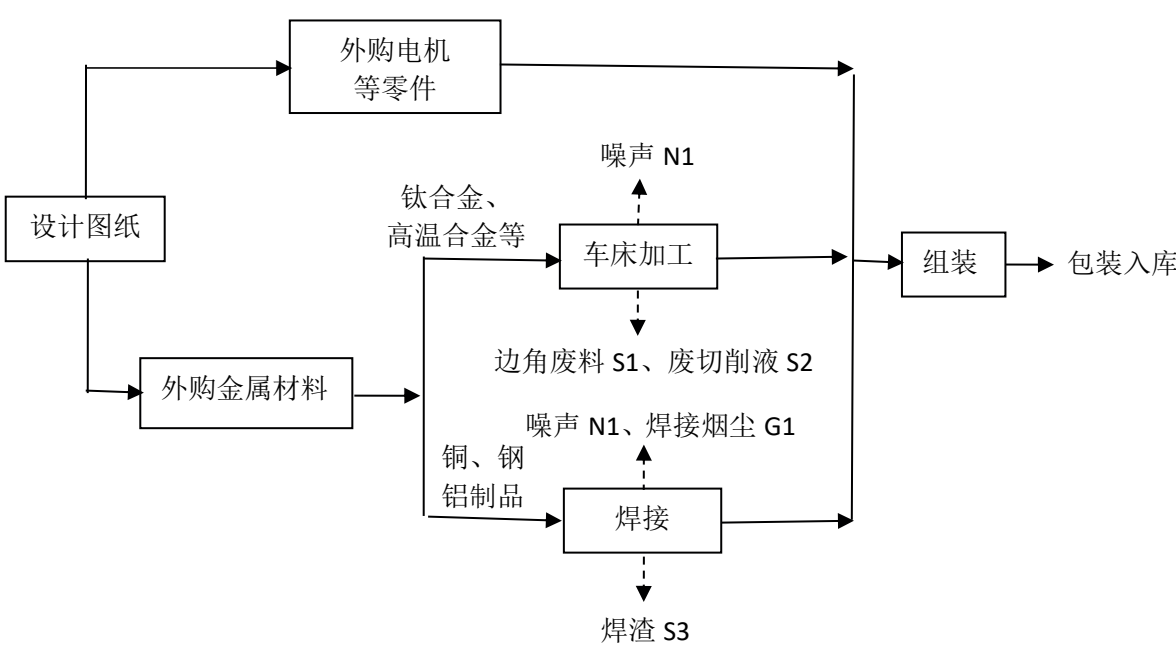 外购电机
等零件
噪声 N1
钛合金、
高温合金等
设计图纸
车床加工
组装
包装入库
边角废料 S1、废切削液 S2
外购金属材料
噪声 N1、焊接烟尘 G1
铜、钢
铝制品
焊接
焊渣 S3